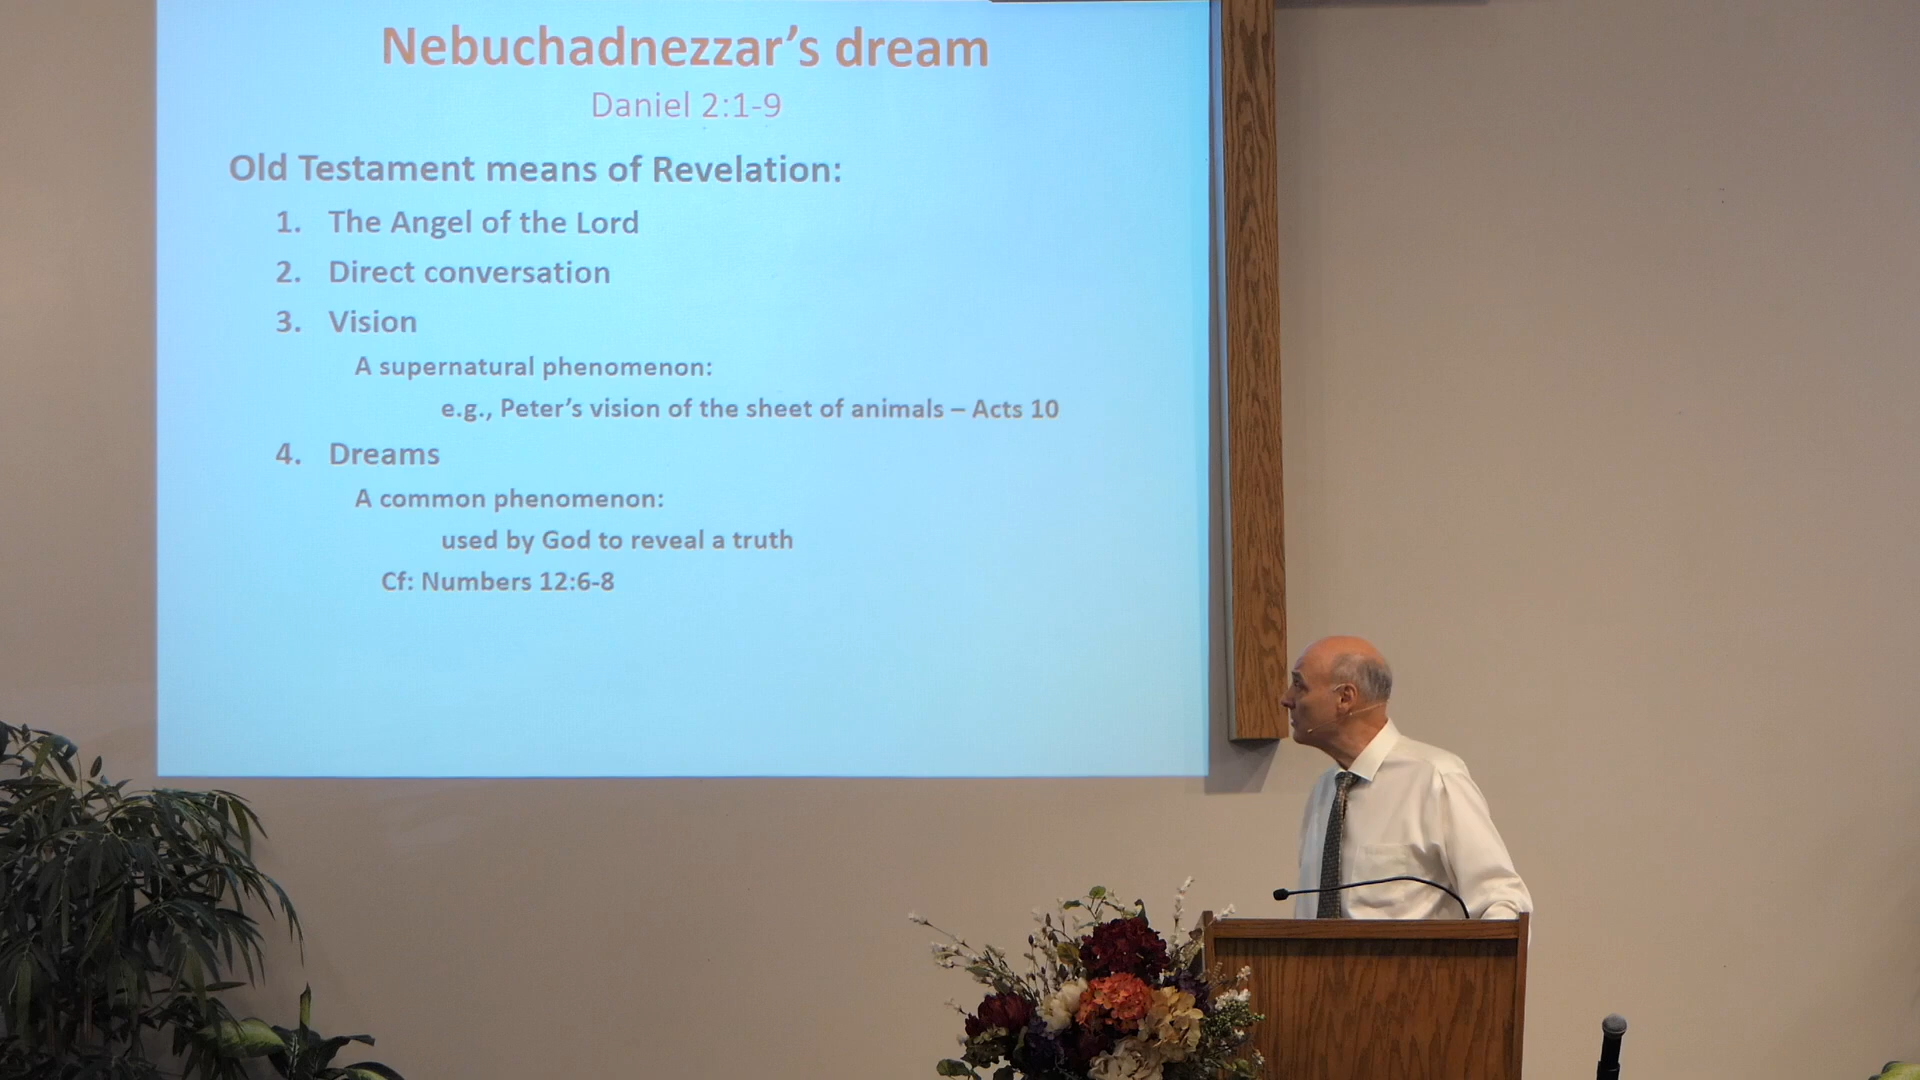 Nebuchadnezzar’s dream
Daniel 2:1-9
Old Testament means of Revelation:
1. The Angel of the Lord
2. Direct conversation
3. Vision
A supernatural phenomenon:
e.g., Peter’s vision of the sheet of animals – Acts 10
4. Dreams
A common phenomenon:
used by God to reveal a truth
Cf: Numbers 12:6-8